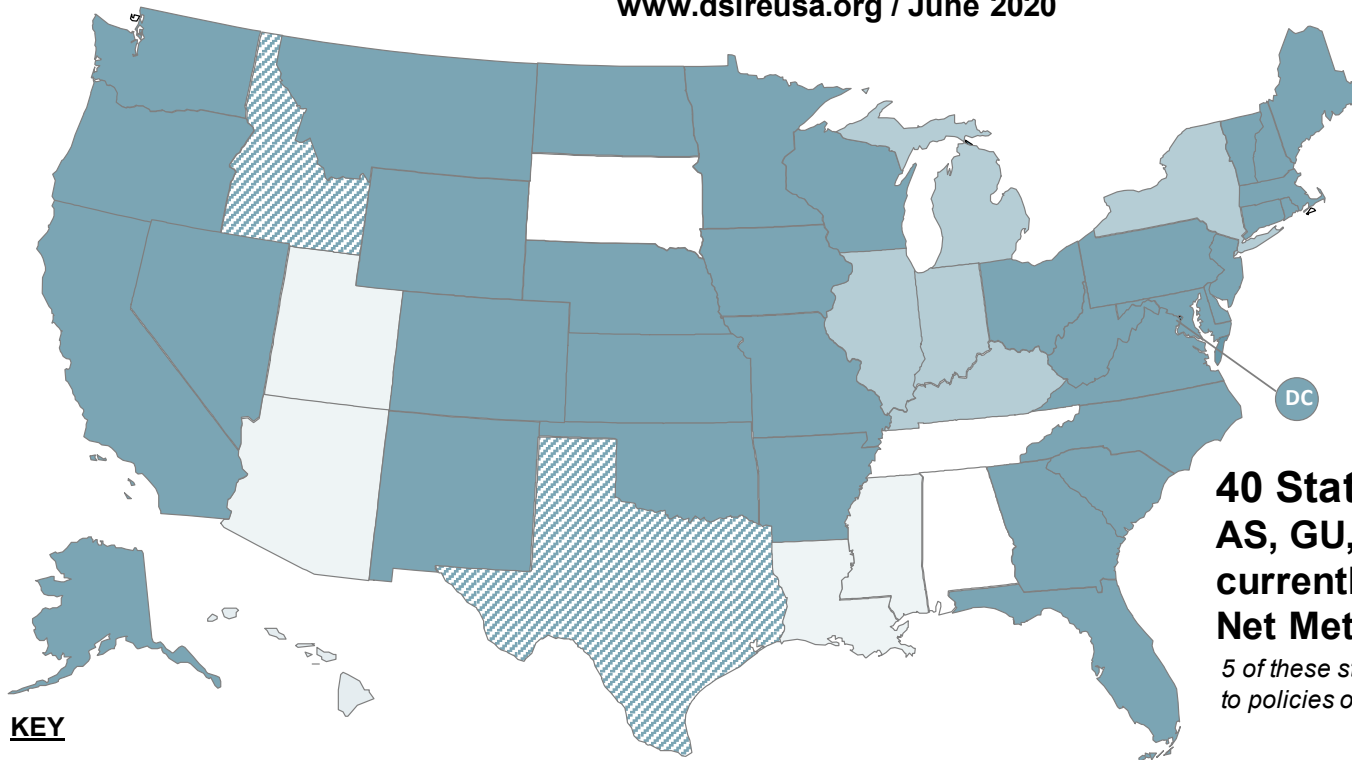 www.dsireusa.org / June 2020
DC
40 Stat
AS, GU,
currentl
Net Met
5 of these st
to policies o
KEY